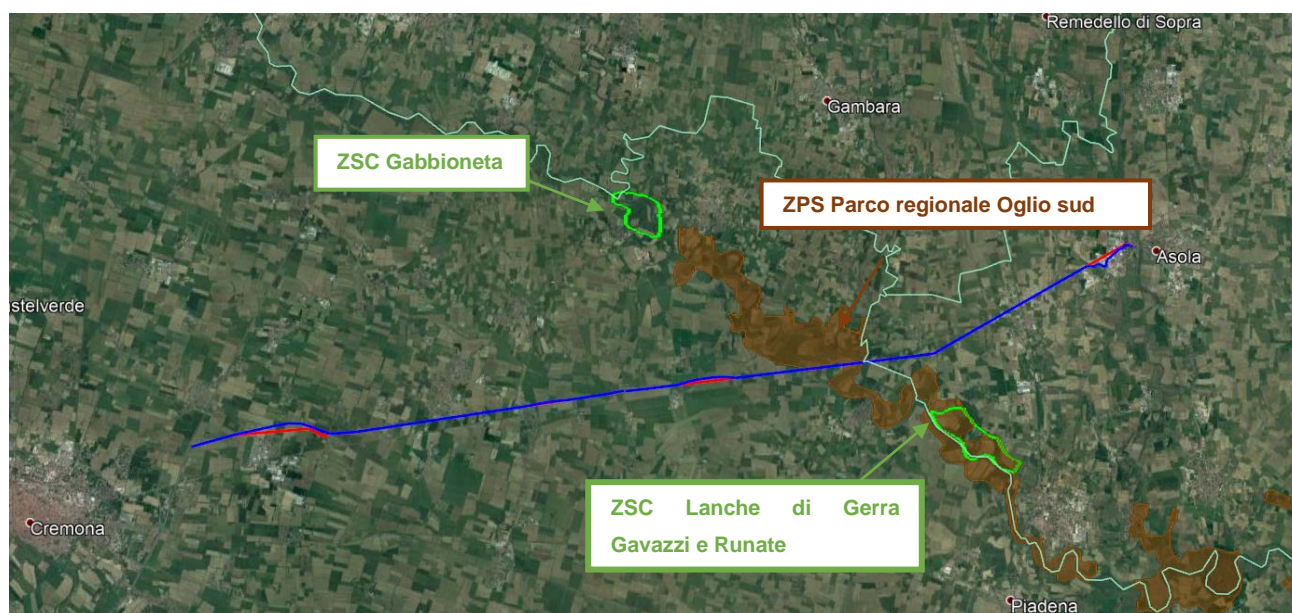 Remedello di Sopra
Gambara
ZSC Gabbioneta
ZPS Parco regionale Oglio sud
Asola
stelverde
ZSC Lanche di Gerra
Gavazzi e Runate
Cremona
Piadena